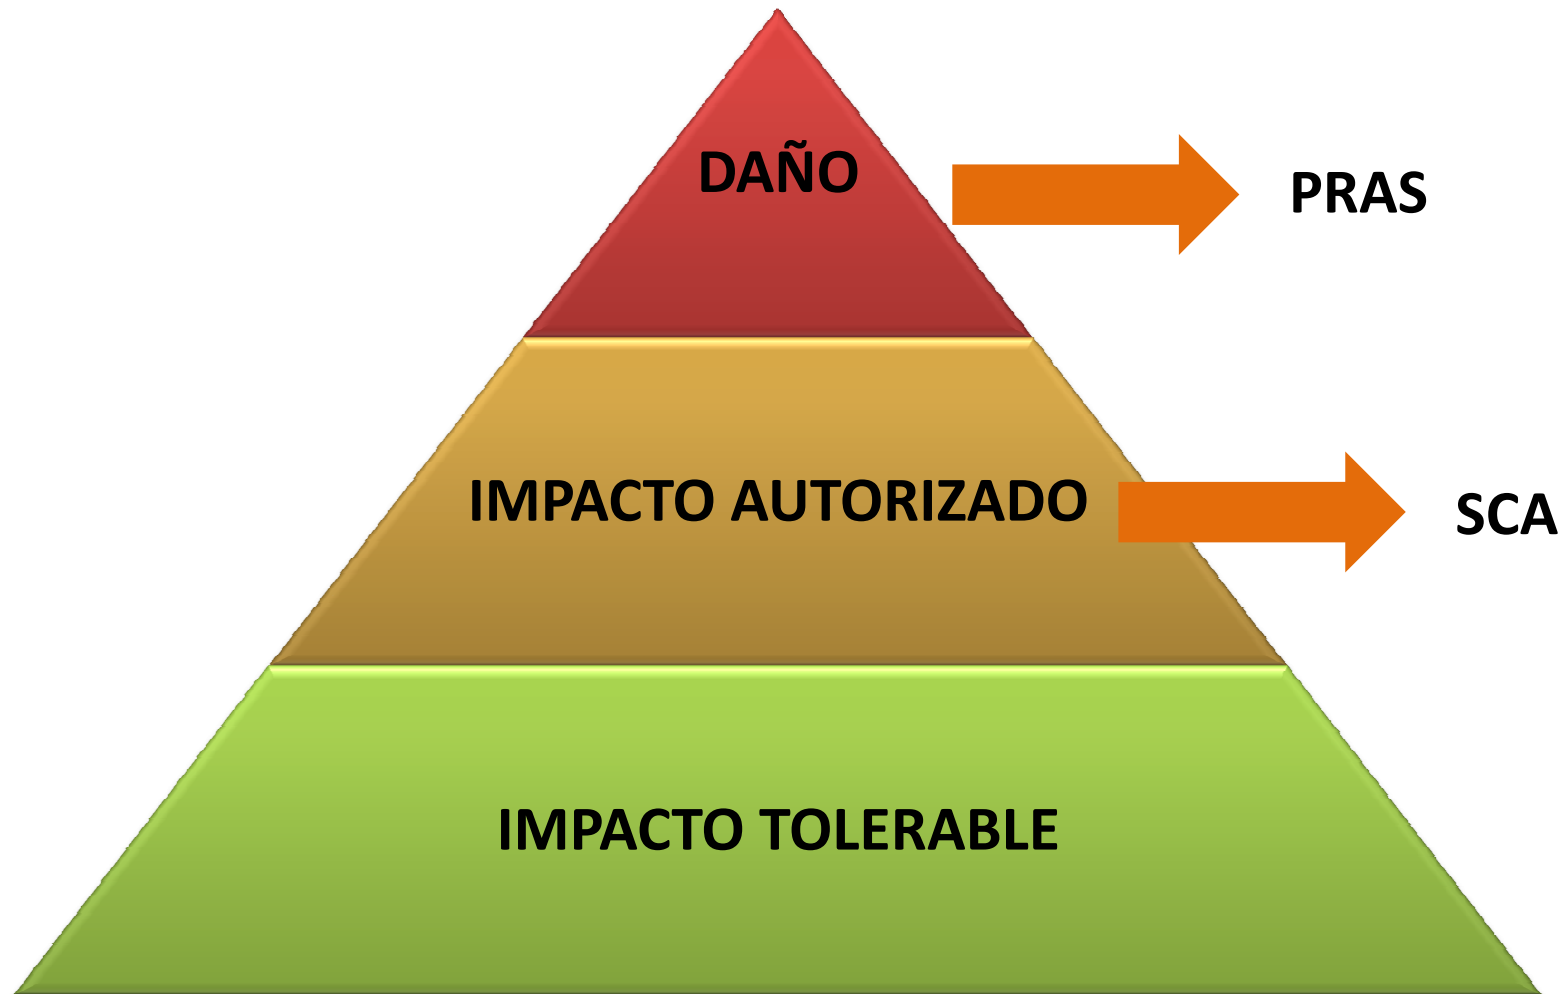 DAÑO
PRAS
IMPACTO AUTORIZADO
SCA
IMPACTO TOLERABLE